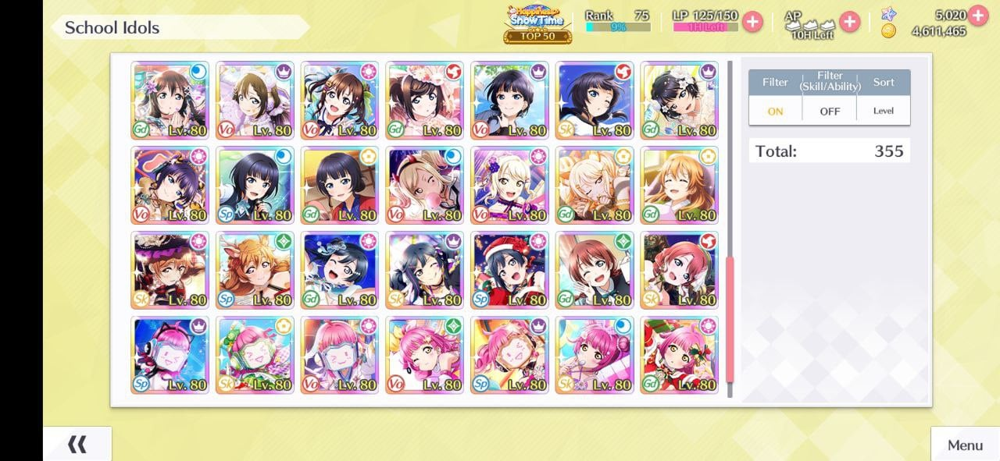 School Idols
Happiness
ShowTime
TOP 50
Rank 75
9%
LP 125/150
1H Left
AP
10H Left
5,020
4,611,465
Gd Lv. 80 Vo Lv. 80 Vo Lv. 80 Gd Lv. 80 Vo Lv. 80 Sk Lv. 80 Gd Lv. 80
Vo Lv. 80 Sp Lv. 80 Gd Lv. 80 Vo Lv. 80 Vo Lv. 80 Gd Lv. 80 Gd Lv. 80
Sk Lv. 80 Sp Lv. 80 Gd Lv. 80 Sk Lv. 80 Sp Lv. 80 Gd Lv. 80 Sk Lv. 80
Sp Lv. 80 Sk Lv. 80 Vo Lv. 80 Vo Lv. 80 Sp Lv. 80 Sk Lv. 80 Gd Lv. 80
Filter Filter (Skill/Ability) Sort
ON OFF Level
Total: 355
Menu